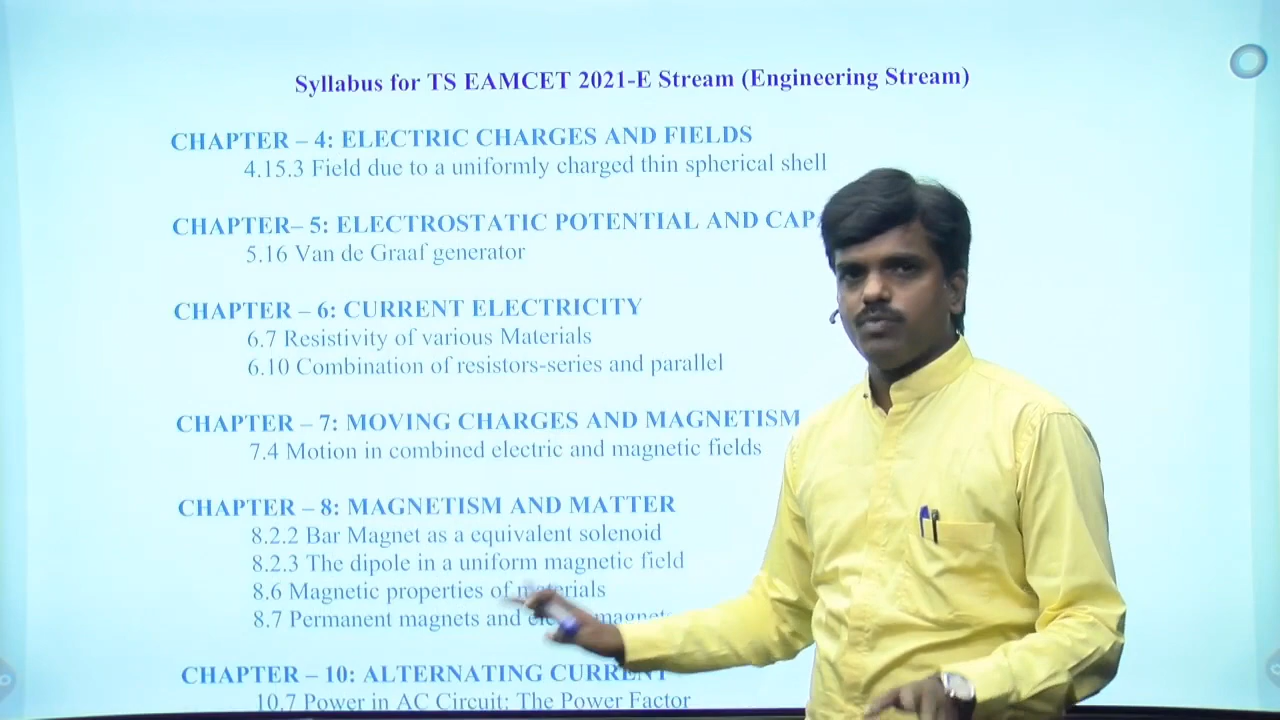 Syllabus for TS EAMCET 2021-E Stream (Engineering Stream)
CHAPTER – 4: ELECTRIC CHARGES AND FIELDS
4.15.3 Field due to a uniformly charged thin spherical shell
CHAPTER– 5: ELECTROSTATIC POTENTIAL AND
5.16 Van de Graaf generator
CHAPTER – 6: CURRENT ELECTRICITY
6.7 Resistivity of various Materials
6.10 Combination of resistors-series and parallel
CHAPTER – 7: MOVING CHARGES AND MAGNETISM
7.4 Motion in combined electric and magnetic fields
CHAPTER – 8: MAGNETISM AND MATTER
8.2.2 Bar Magnet as a equivalent solenoid
8.2.3 The dipole in a uniform magnetic field
8.6 Magnetic properties of materials
8.7 Permanent magnets and
CHAPTER – 10: ALTERNATING CURRENT
10.7 Power in AC Circuit: The Power Factor